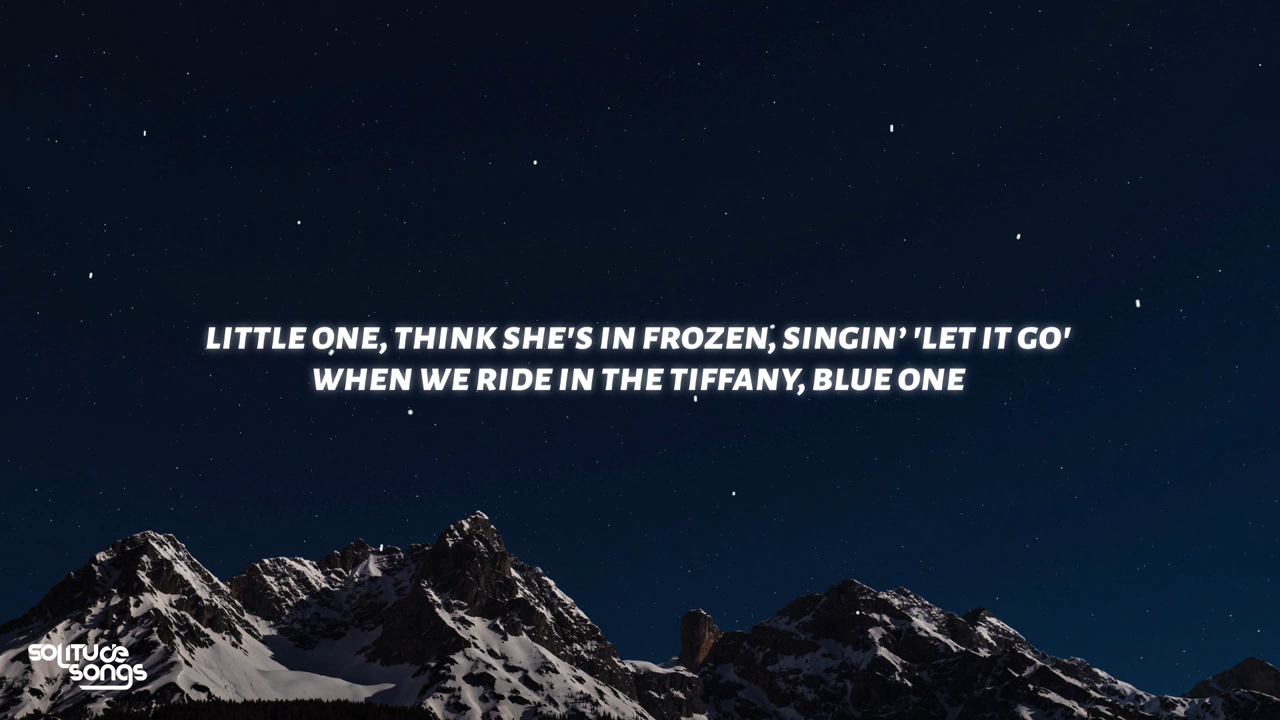 LITTLE ONE, THINK SHE'S IN FROZEN, SINGIN’ 'LET IT GO'
WHEN WE RIDE IN THE TIFFANY, BLUE ONE
SOLITUDE
SONGS